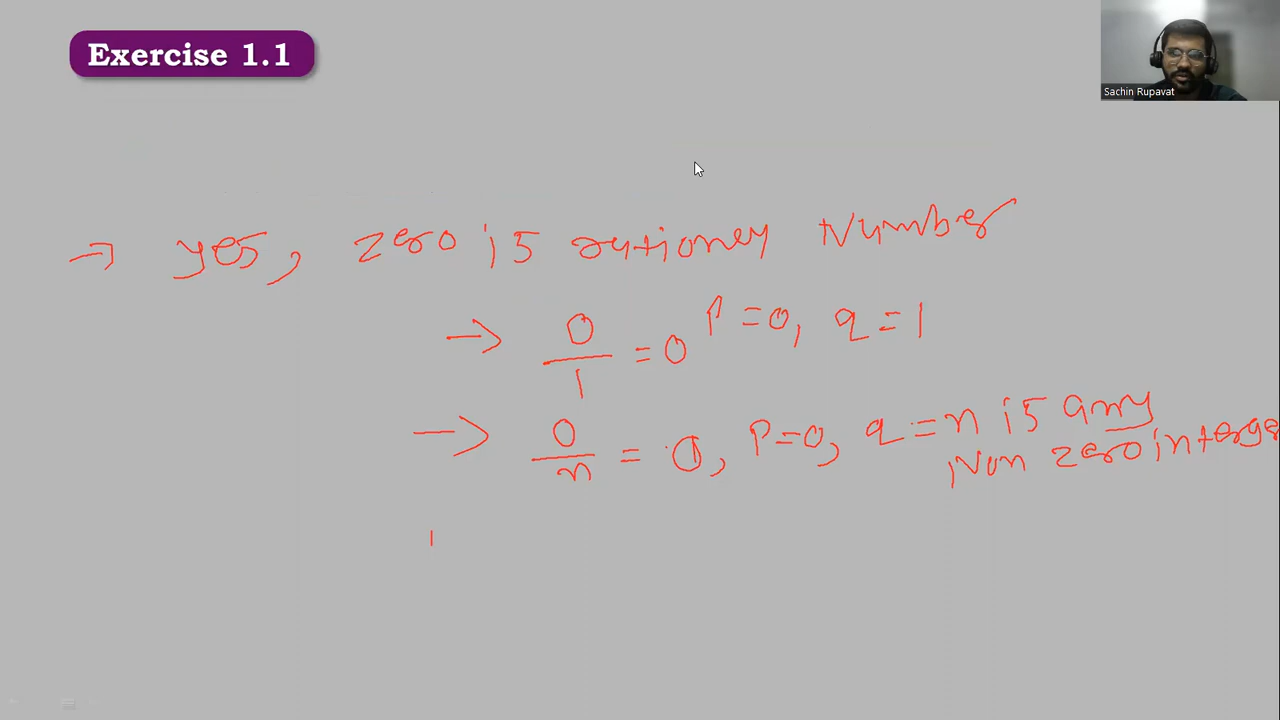 Exercise 1.1
Sachin Rupavat
→ yes, zero is rationey Number
→ 0/1 = 0 P = 0, q = 1
→ 0/n = 0, P = 0, q = n is any
Non zero interger